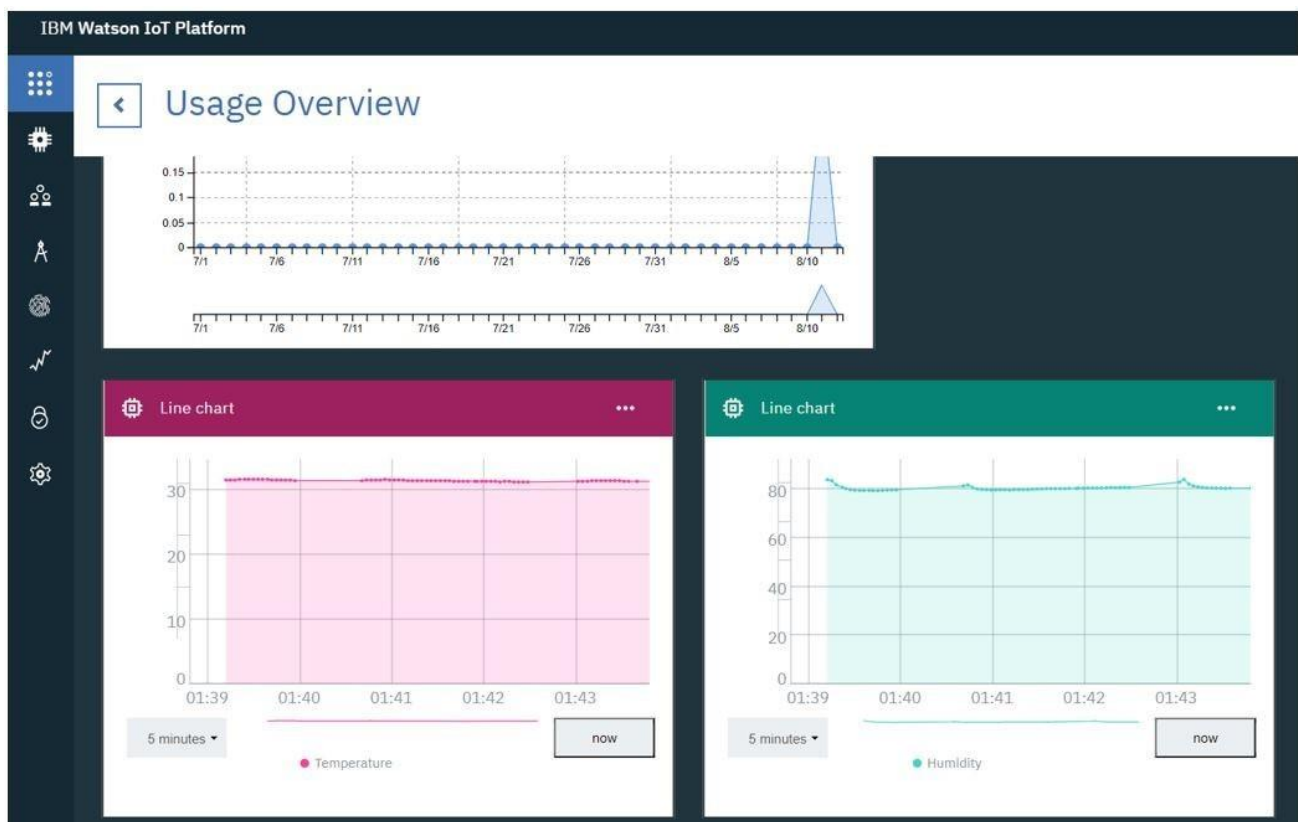 IBM Watson IoT Platform
Usage Overview
0.15
0.1
0.05
0
7/1 7/6 7/11 7/16 7/21 7/26 7/31 8/5 8/10
7/1 7/6 7/11 7/16 7/21 7/26 7/31 8/5 8/10
Line chart
30
20
10
0
01:39 01:40 01:41 01:42 01:43
5 minutes
now
Temperature
Line chart
80
60
40
20
0
01:39 01:40 01:41 01:42 01:43
5 minutes
now
Humidity